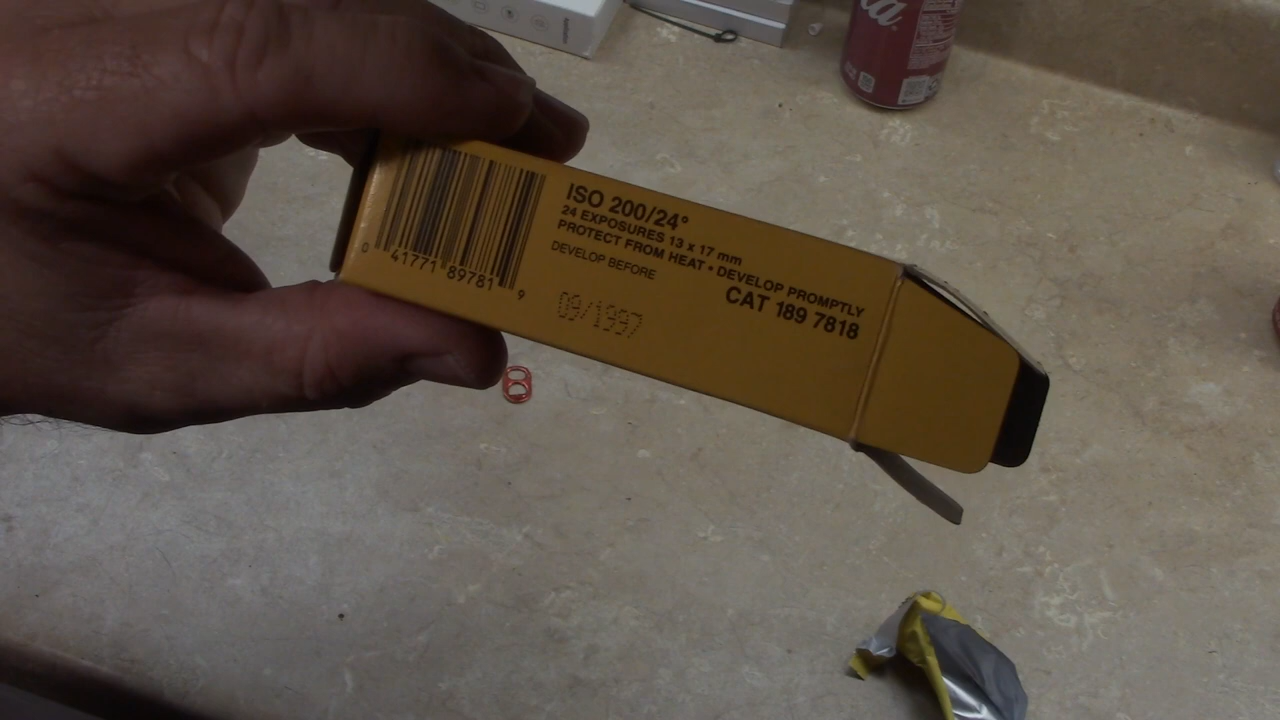 ISO 200/24°
24 EXPOSURES 13 x 17 mm
PROTECT FROM HEAT • DEVELOP PROMPTLY
DEVELOP BEFORE
CAT 189 7818
09/1997
0 41771 89781 9